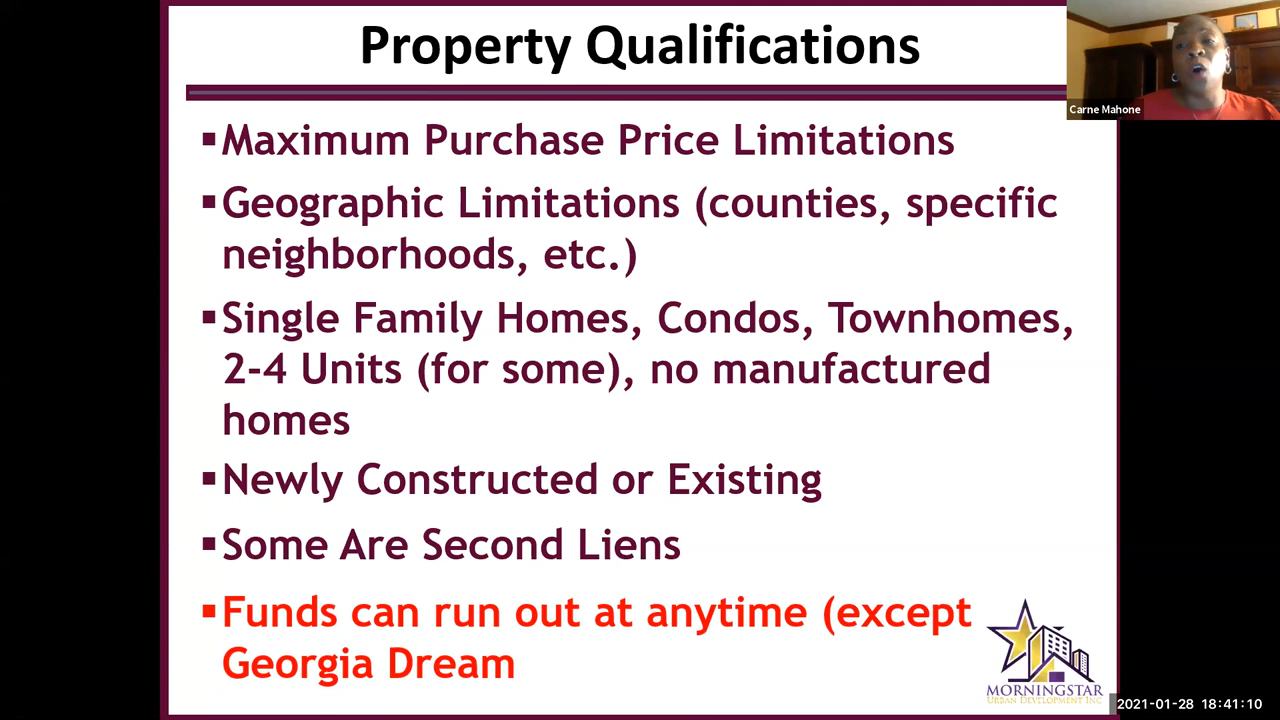 Property Qualifications
Carne Mahone
▪Maximum Purchase Price Limitations
▪Geographic Limitations (counties, specific
neighborhoods, etc.)
▪Single Family Homes, Condos, Townhomes,
2-4 Units (for some), no manufactured
homes
▪Newly Constructed or Existing
▪Some Are Second Liens
▪Funds can run out at anytime (except
Georgia Dream
MORNINGSTAR
URBAN DEVELOPMENT INC
2021-01-28 18:41:10